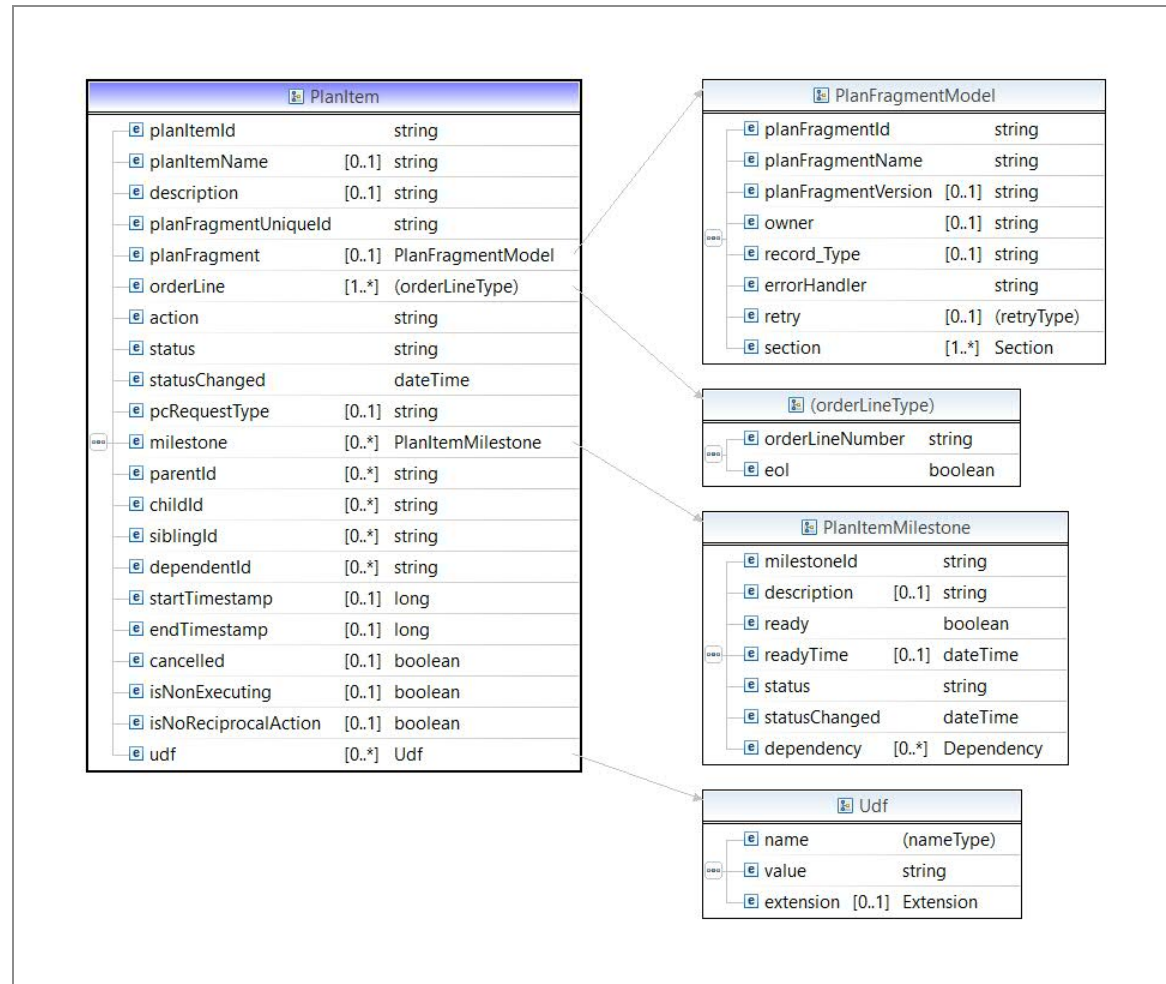 PlanItem
planItemId string
planItemName [0..1] string
description [0..1] string
planFragmentUniqueId string
planFragment [0..1] PlanFragmentModel
orderLine [1..*] (orderLineType)
action string
status string
statusChanged dateTime
pcRequestType [0..1] string
milestone [0..*] PlanItemMilestone
parentId [0..*] string
childId [0..*] string
siblingId [0..*] string
dependentId [0..*] string
startTimestamp [0..1] long
endTimestamp [0..1] long
cancelled [0..1] boolean
isNonExecuting [0..1] boolean
isNoReciprocalAction [0..1] boolean
udf [0..*] Udf
PlanFragmentModel
planFragmentId string
planFragmentName string
planFragmentVersion [0..1] string
owner [0..1] string
record_Type [0..1] string
errorHandler string
retry [0..1] (retryType)
section [1..*] Section
(orderLineType)
orderLineNumber string
eol boolean
PlanItemMilestone
milestoneId string
description [0..1] string
ready boolean
readyTime [0..1] dateTime
status string
statusChanged dateTime
dependency [0..*] Dependency
Udf
name (nameType)
value string
extension [0..1] Extension